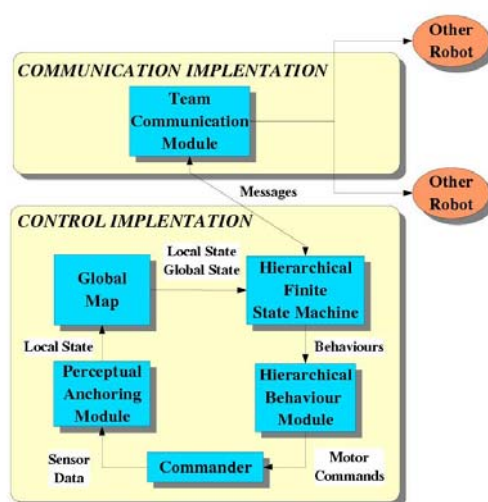 Other
Robot
COMMUNICATION IMPLENTATION
Team
Communication
Module
Other
Robot
Messages
CONTROL IMPLENTATION
Local State
Global State
Global
Map
Hierarchical
Finite
State Machine
Local State
Behaviours
Perceptual
Anchoring
Module
Hierarchical
Behaviour
Module
Sensor
Data
Commander
Motor
Commands